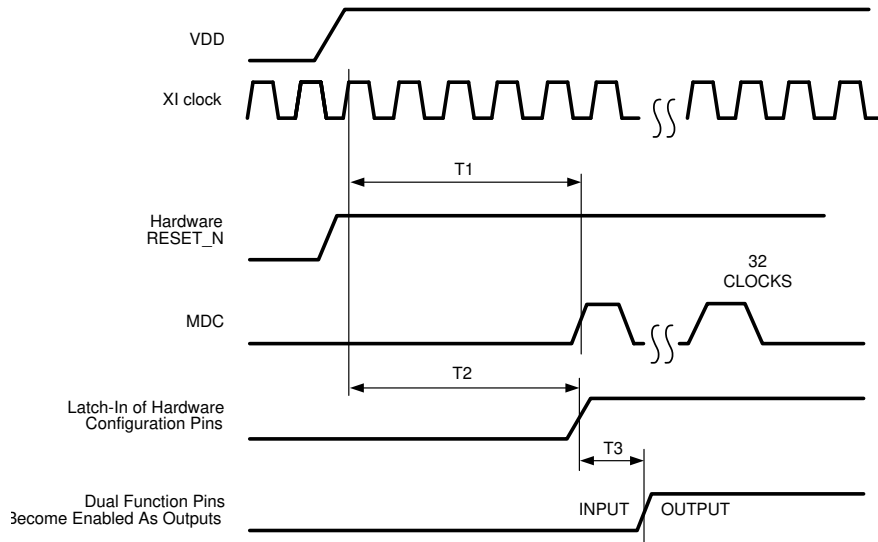 VDD
XI clock
T1
Hardware
RESET_N
32
CLOCKS
MDC
T2
Latch-In of Hardware
Configuration Pins
T3
Dual Function Pins
Become Enabled As Outputs
INPUT
OUTPUT